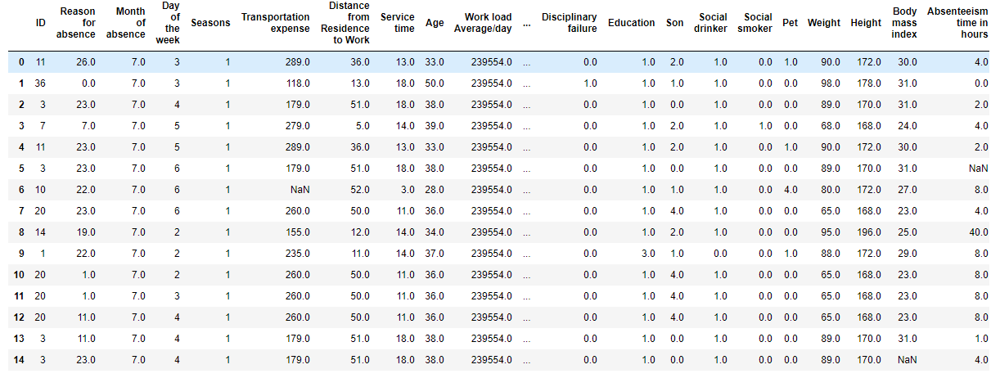 ID Reason for absence Month of absence Day of the week Seasons Transportation expense Distance from Residence to Work Service time Age Work load Average/day ... Disciplinary failure Education Son Social drinker Social smoker Pet Weight Height Body mass index Absenteeism time in hours
0 11 26.0 7.0 3 1 289.0 36.0 13.0 33.0 239554.0 ... 0.0 1.0 2.0 1.0 0.0 1.0 90.0 172.0 30.0 4.0
1 36 0.0 7.0 3 1 118.0 13.0 18.0 50.0 239554.0 ... 1.0 1.0 1.0 1.0 0.0 0.0 98.0 178.0 31.0 0.0
2 3 23.0 7.0 4 1 179.0 51.0 18.0 38.0 239554.0 ... 0.0 1.0 0.0 1.0 0.0 0.0 89.0 170.0 31.0 2.0
3 7 7.0 7.0 5 1 279.0 5.0 14.0 39.0 239554.0 ... 0.0 1.0 2.0 1.0 1.0 0.0 68.0 168.0 24.0 4.0
4 11 23.0 7.0 5 1 289.0 36.0 13.0 33.0 239554.0 ... 0.0 1.0 2.0 1.0 0.0 1.0 90.0 172.0 30.0 2.0
5 3 23.0 7.0 6 1 179.0 51.0 18.0 38.0 239554.0 ... 0.0 1.0 0.0 1.0 0.0 0.0 89.0 170.0 31.0 NaN
6 10 22.0 7.0 6 1 NaN 52.0 3.0 28.0 239554.0 ... 0.0 1.0 1.0 1.0 0.0 4.0 80.0 172.0 27.0 8.0
7 20 23.0 7.0 6 1 260.0 50.0 11.0 36.0 239554.0 ... 0.0 1.0 4.0 1.0 0.0 0.0 65.0 168.0 23.0 4.0
8 14 19.0 7.0 2 1 155.0 12.0 14.0 34.0 239554.0 ... 0.0 1.0 2.0 1.0 0.0 0.0 95.0 196.0 25.0 40.0
9 1 22.0 7.0 2 1 235.0 11.0 14.0 37.0 239554.0 ... 0.0 3.0 1.0 0.0 0.0 1.0 88.0 172.0 29.0 8.0
10 20 1.0 7.0 2 1 260.0 50.0 11.0 36.0 239554.0 ... 0.0 1.0 4.0 1.0 0.0 0.0 65.0 168.0 23.0 8.0
11 20 1.0 7.0 3 1 260.0 50.0 11.0 36.0 239554.0 ... 0.0 1.0 4.0 1.0 0.0 0.0 65.0 168.0 23.0 8.0
12 20 11.0 7.0 4 1 260.0 50.0 11.0 36.0 239554.0 ... 0.0 1.0 4.0 1.0 0.0 0.0 65.0 168.0 23.0 8.0
13 3 11.0 7.0 4 1 179.0 51.0 18.0 38.0 239554.0 ... 0.0 1.0 0.0 1.0 0.0 0.0 89.0 170.0 31.0 1.0
14 3 23.0 7.0 4 1 179.0 51.0 18.0 38.0 239554.0 ... 0.0 1.0 0.0 1.0 0.0 0.0 89.0 170.0 NaN 4.0